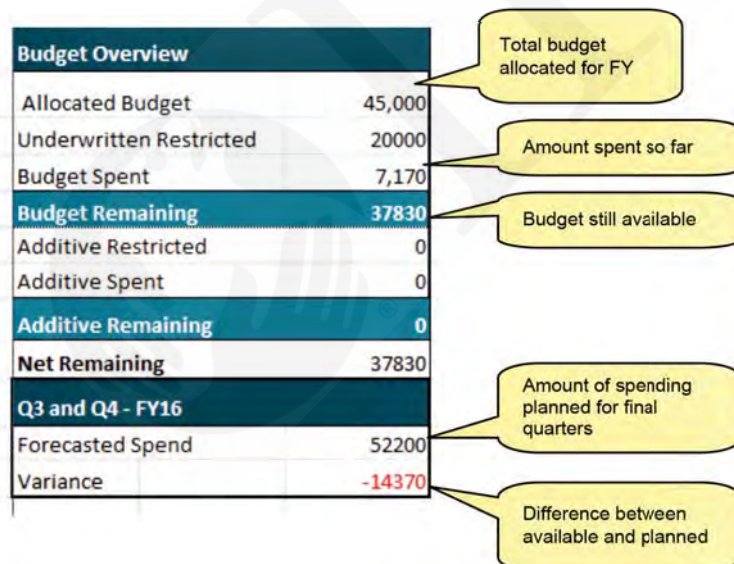 Budget Overview
Total budget
allocated for FY
Allocated Budget 45,000
Underwritten Restricted 20000
Amount spent so far
Budget Spent 7,170
Budget Remaining 37830
Budget still available
Additive Restricted 0
Additive Spent 0
Additive Remaining 0
Net Remaining 37830
Amount of spending
planned for final
quarters
Q3 and Q4 - FY16
Forecasted Spend 52200
Variance -14370
Difference between
available and planned